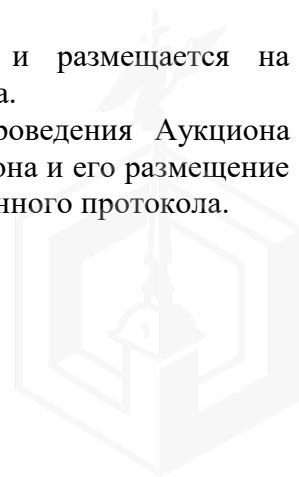 и размещается на
а.
роведения Аукциона
она и его размещение
нного протокола.